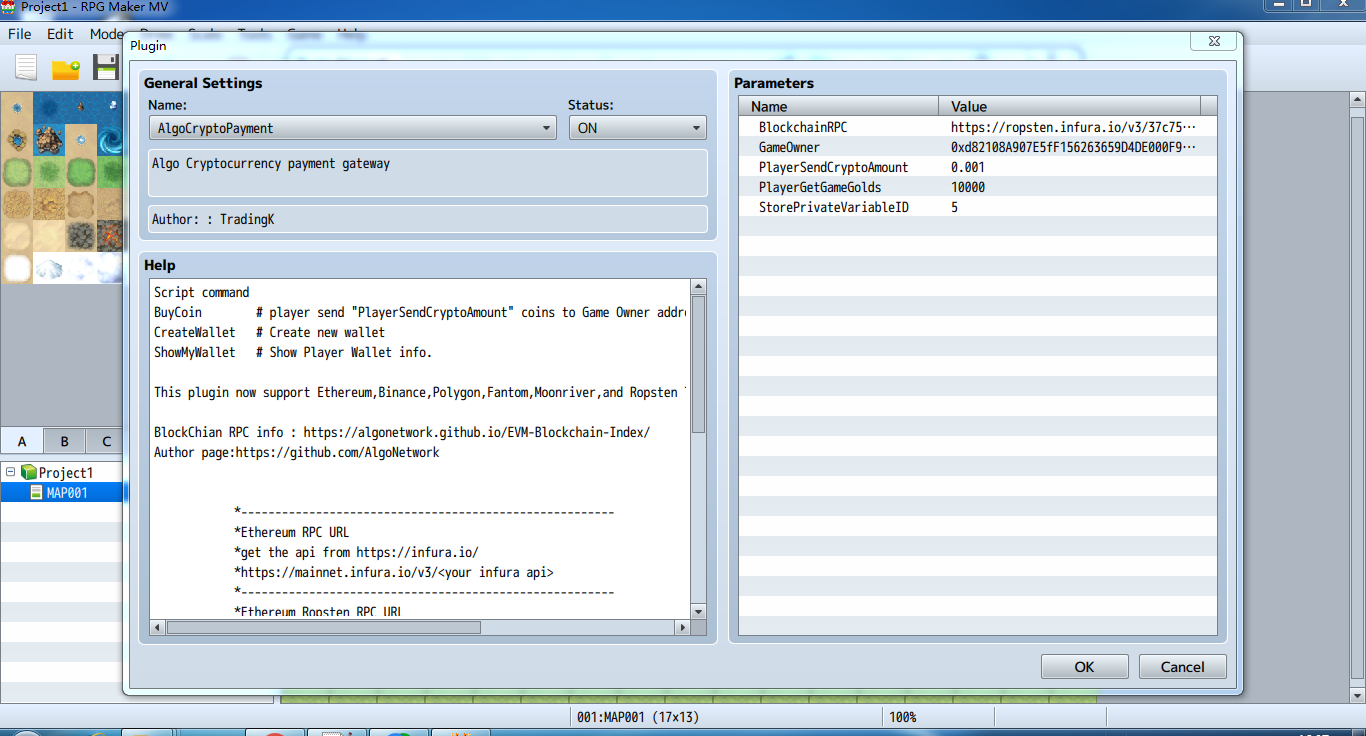 Project1 - RPG Maker MV
File Edit Mode Draw Scale Tools Game Help
Plugin
General Settings
Name:
Status:
AlgoCryptoPayment
ON
Algo Cryptocurrency payment gateway
Author: : TradingK
Help
Script command
BuyCoin # player send "PlayerSendCryptoAmount" coins to Game Owner addre
CreateWallet # Create new wallet
ShowMyWallet # Show Player Wallet info.
This plugin now support Ethereum,Binance,Polygon,Fantom,Moonriver,and Ropsten
BlockChian RPC info : https://algonetwork.github.io/EVM-Blockchain-Index/
Author page:https://github.com/AlgoNetwork
*-------------------------------------------------------
*Ethereum RPC URL
*get the api from https://infura.io/
*https://mainnet.infura.io/v3/<your infura api>
*-------------------------------------------------------
*Ethereum Ropsten RPC URL
Parameters
Name Value
BlockchainRPC https://ropsten.infura.io/v3/37c75…
GameOwner 0xd82108A907E5fF156263659D4DE000F9…
PlayerSendCryptoAmount 0.001
PlayerGetGameGolds 10000
StorePrivateVariableID 5
OK
Cancel
A
B
C
Project1
MAP001
001:MAP001 (17x13)
100%